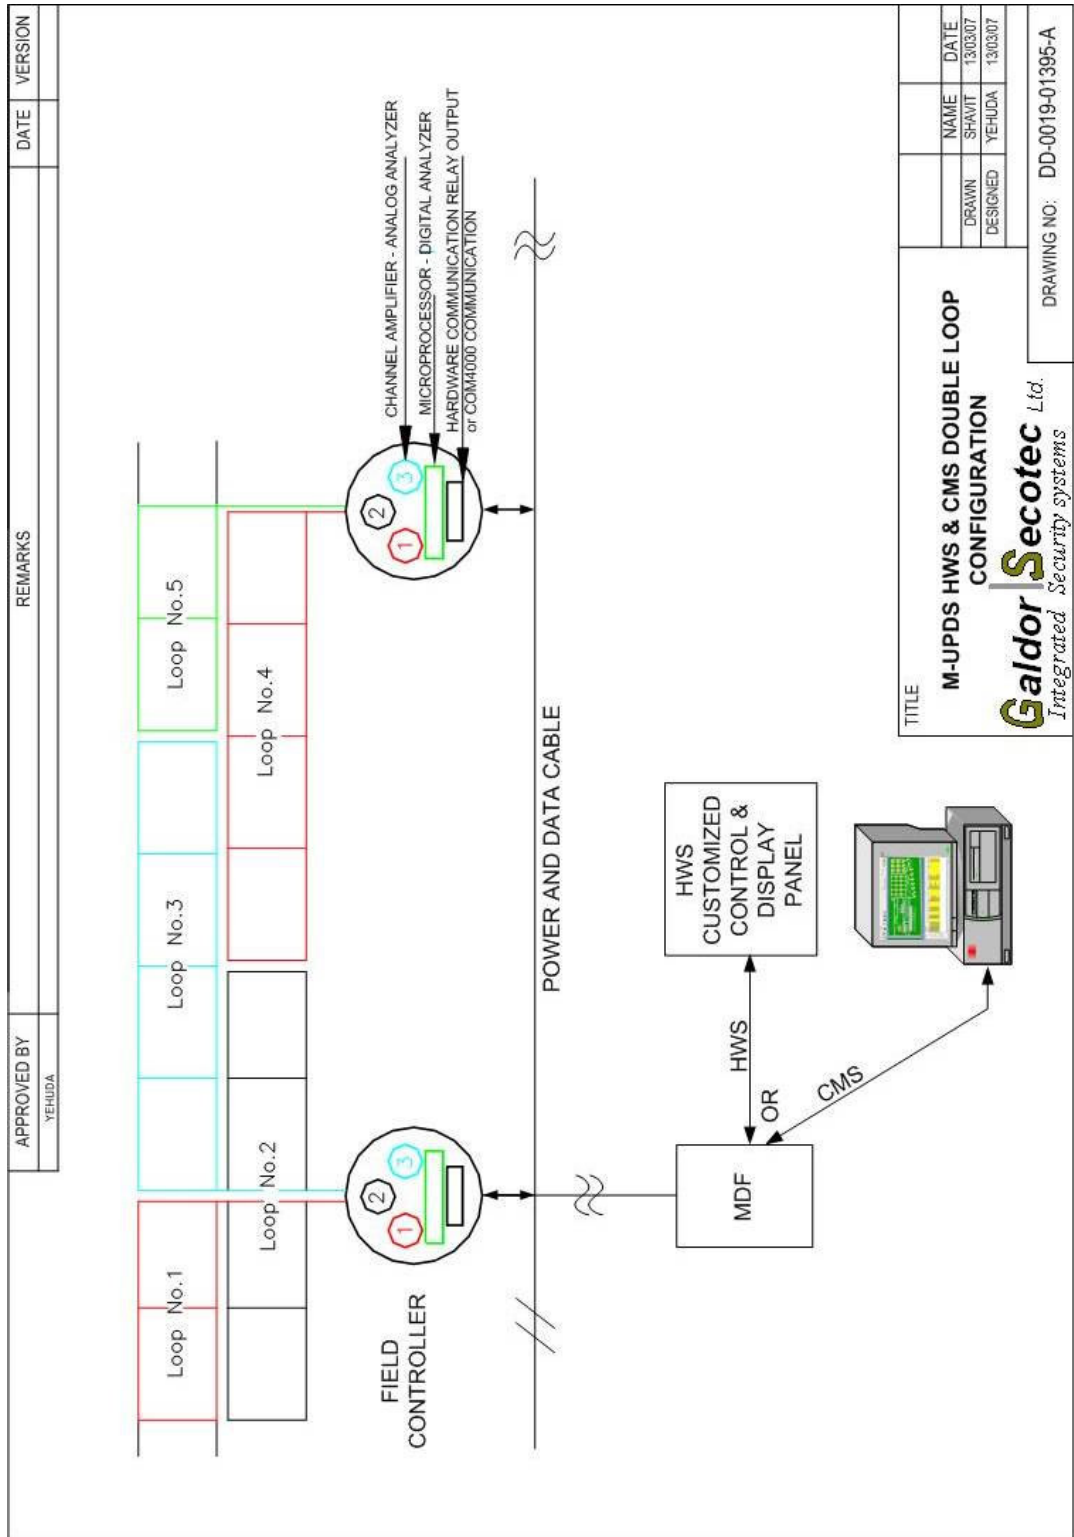 APPROVED BY
REMARKS
DATE
VERSION
YEHUDA
Loop No.1
Loop No.3
Loop No.5
Loop No.2
Loop No.4
FIELD
CONTROLLER
1
2
3
1
2
3
CHANNEL AMPLIFIER - ANALOG ANALYZER
MICROPROCESSOR - DIGITAL ANALYZER
HARDWARE COMMUNICATION RELAY OUTPUT
or COM4000 COMMUNICATION
POWER AND DATA CABLE
MDF
HWS
OR
CMS
HWS
CUSTOMIZED
CONTROL &
DISPLAY
PANEL
TITLE
M-UPDS HWS & CMS DOUBLE LOOP
CONFIGURATION
Galdor Secotec Ltd.
Integrated Security systems
NAME
DATE
DRAWN
SHAVIT
13/03/07
DESIGNED
YEHUDA
13/03/07
DRAWING NO:
DD-0019-01395-A